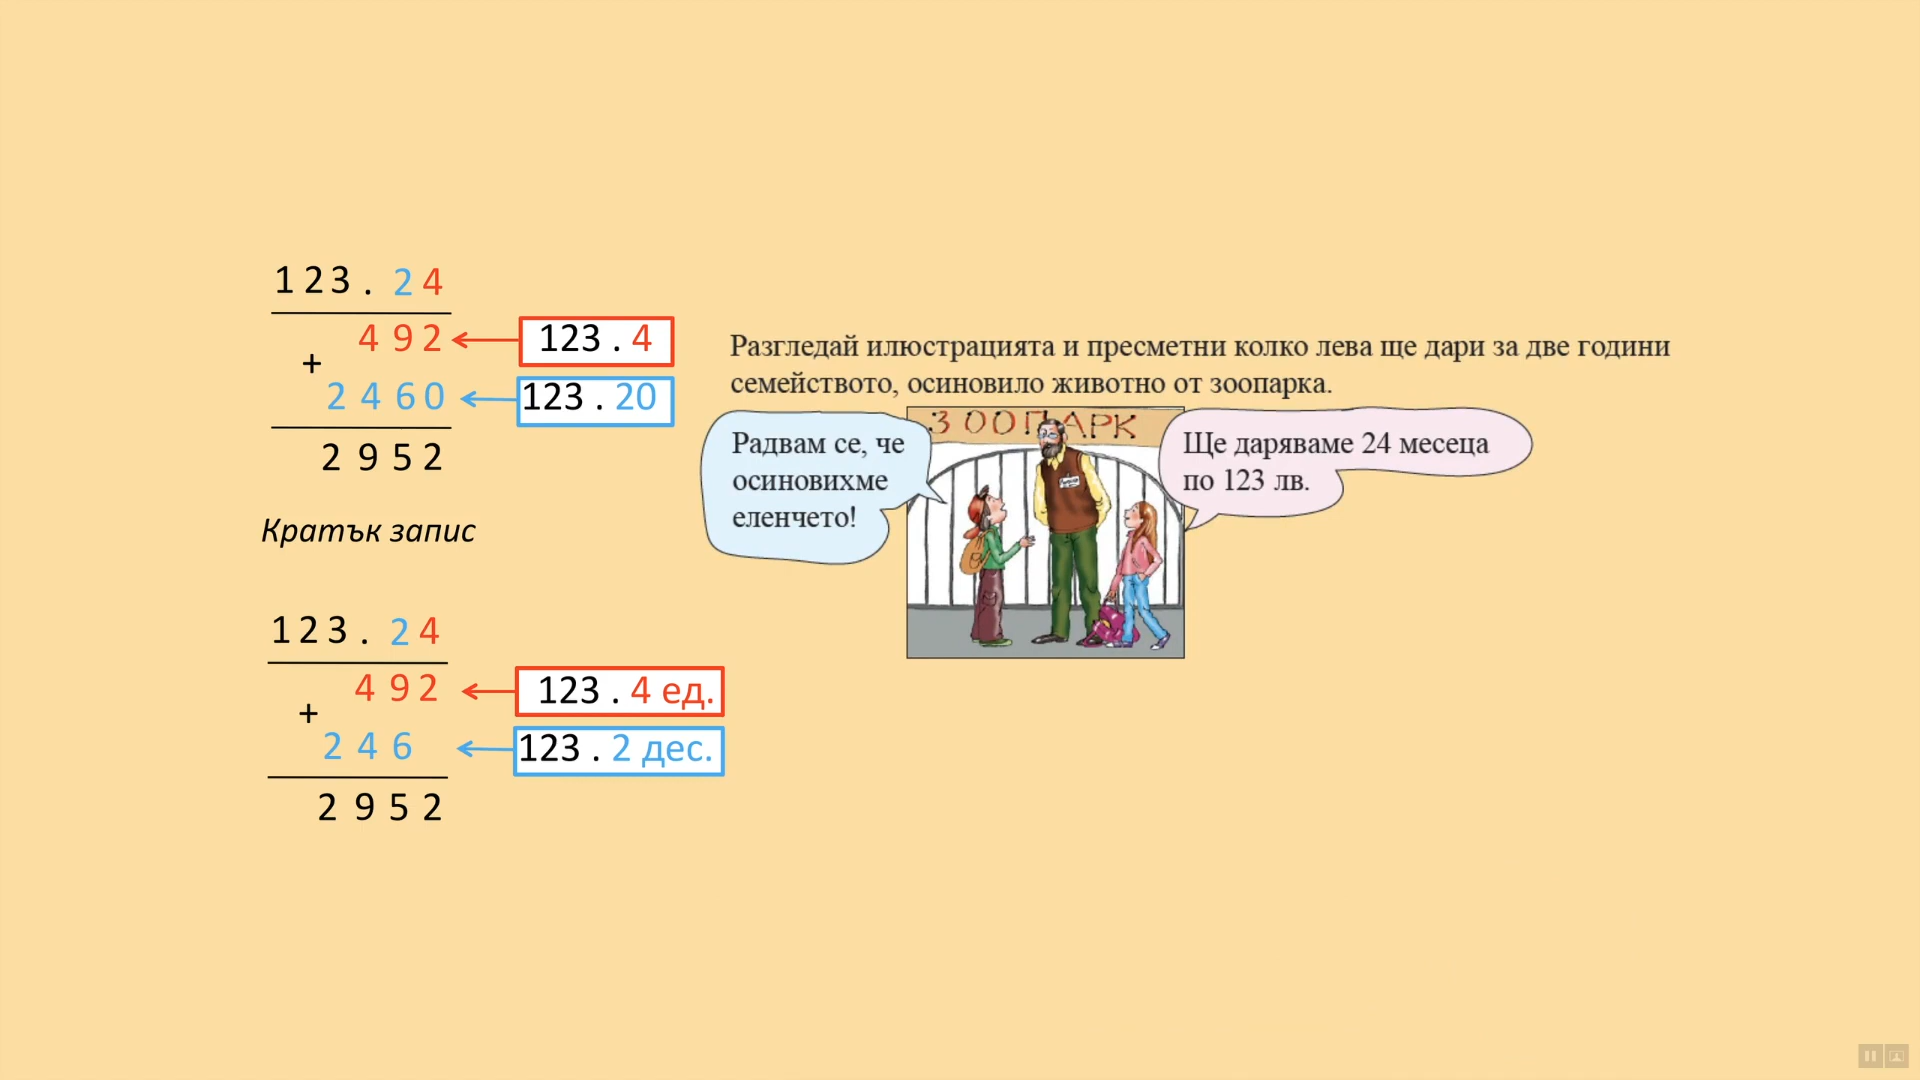 123. 24
492
123 . 4
+
2460
123 . 20
2952
Кратък запис
123. 24
492
123 . 4 ед.
+
246
123 . 2 дес.
2952
Разгледай илюстрацията и пресметни колко лева ще дари за две години
семейството, осиновило животно от зоопарка.
ЗООПАРК
Радвам се, че
осиновихме
еленчето!
Ще даряваме 24 месеца
по 123 лв.